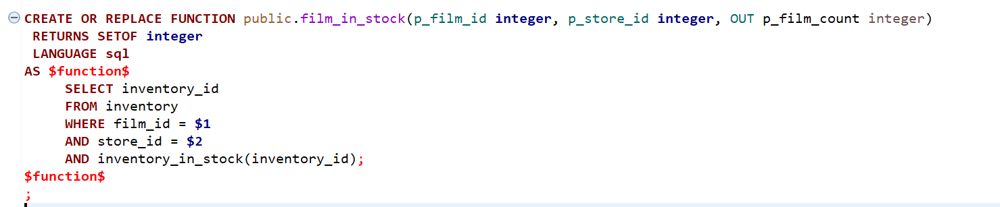 CREATE OR REPLACE FUNCTION public.film_in_stock(p_film_id integer, p_store_id integer, OUT p_film_count integer)
 RETURNS SETOF integer
 LANGUAGE sql
AS $function$
     SELECT inventory_id
     FROM inventory
     WHERE film_id = $1
     AND store_id = $2
     AND inventory_in_stock(inventory_id);
$function$
;